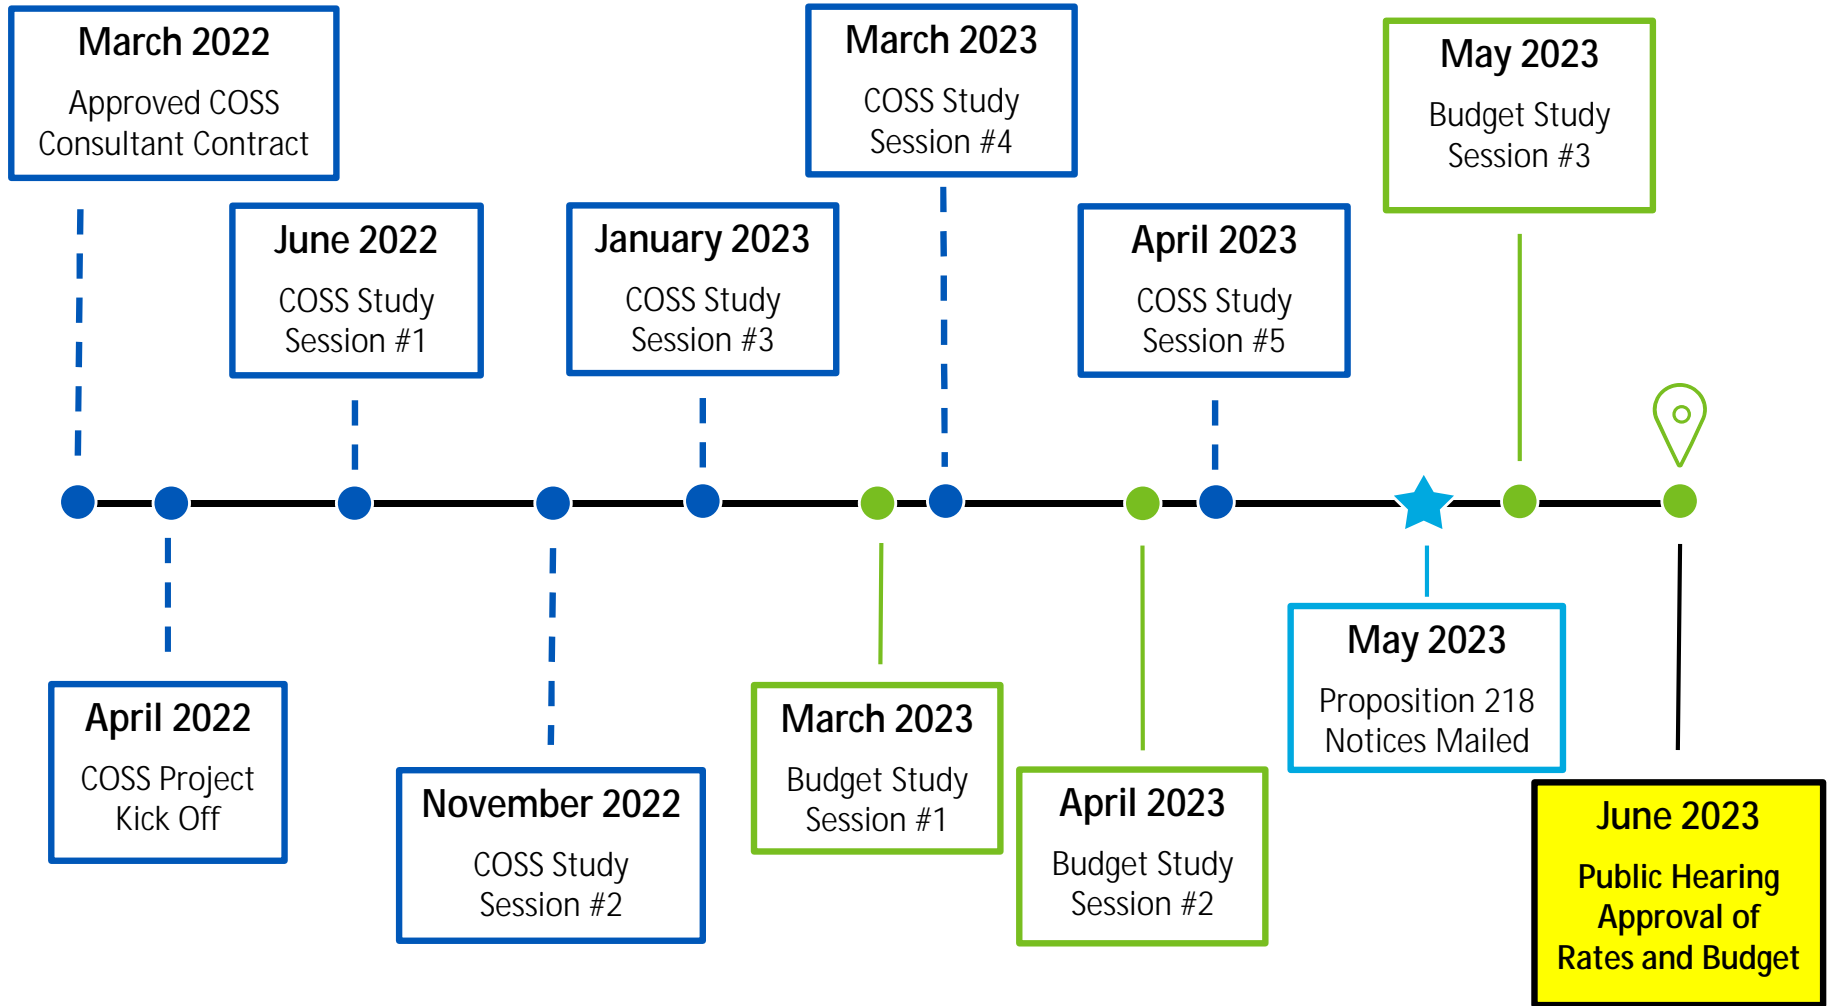 March 2022
Approved COSS
Consultant Contract
April 2022
COSS Project
Kick Off
June 2022
COSS Study
Session #1
November 2022
COSS Study
Session #2
January 2023
COSS Study
Session #3
March 2023
Budget Study
Session #1
March 2023
COSS Study
Session #4
April 2023
Budget Study
Session #2
April 2023
COSS Study
Session #5
May 2023
Proposition 218
Notices Mailed
May 2023
Budget Study
Session #3
June 2023
Public Hearing
Approval of
Rates and Budget